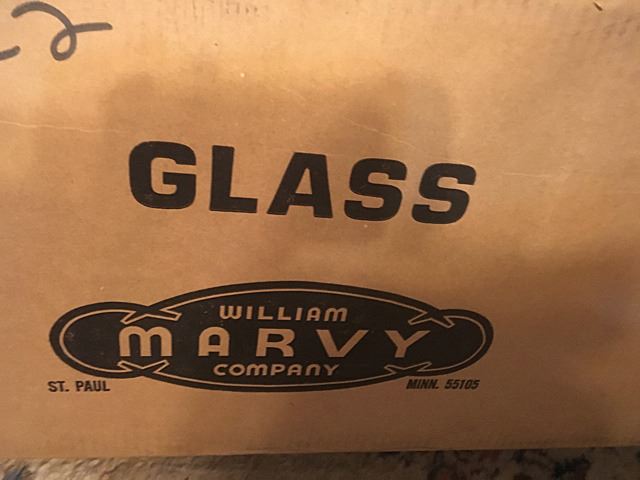 GLASS
WILLIAM
MARVY
COMPANY
ST. PAUL MINN. 55105